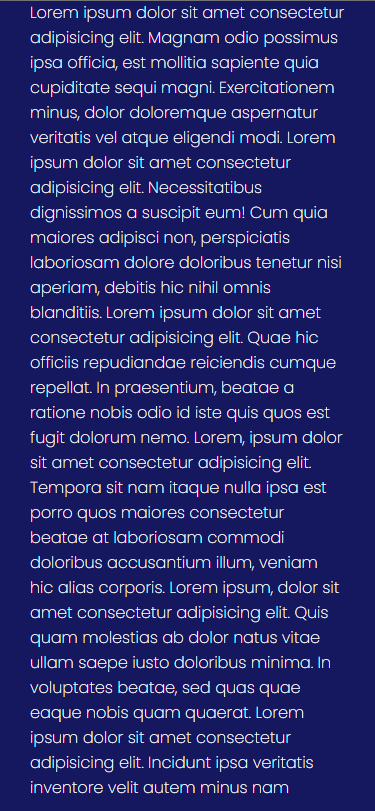 Lorem ipsum dolor sit amet consectetur
adipisicing elit. Magnam odio possimus
ipsa officia, est mollitia sapiente quia
cupiditate sequi magni. Exercitationem
minus, dolor doloremque aspernatur
veritatis vel atque eligendi modi. Lorem
ipsum dolor sit amet consectetur
adipisicing elit. Necessitatibus
dignissimos a suscipit eum! Cum quia
maiores adipisci non, perspiciatis
laboriosam dolore doloribus tenetur nisi
aperiam, debitis hic nihil omnis
blanditiis. Lorem ipsum dolor sit amet
consectetur adipisicing elit. Quae hic
officiis repudiandae reiciendis cumque
repellat. In praesentium, beatae a
ratione nobis odio id iste quis quos est
fugit dolorum nemo. Lorem, ipsum dolor
sit amet consectetur adipisicing elit.
Tempora sit nam itaque nulla ipsa est
porro quos maiores consectetur
beatae at laboriosam commodi
doloribus accusantium illum, veniam
hic alias corporis. Lorem ipsum, dolor sit
amet consectetur adipisicing elit. Quis
quam molestias ab dolor natus vitae
ullam saepe iusto doloribus minima. In
voluptates beatae, sed quas quae
eaque nobis quam quaerat. Lorem
ipsum dolor sit amet consectetur
adipisicing elit. Incidunt ipsa veritatis
inventore velit autem minus nam